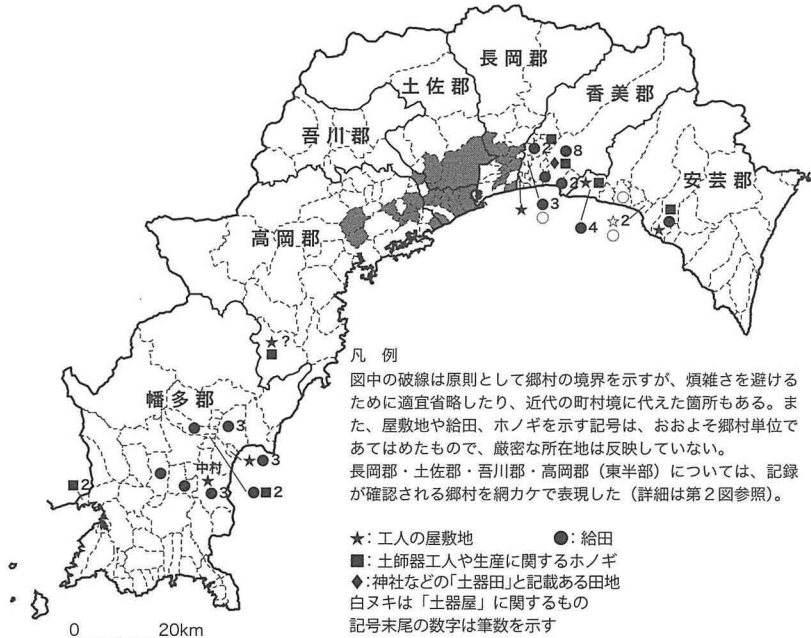 長岡郡
土佐郡
香美郡
吾川郡
安芸郡
高岡郡
幡多郡
中村
2
8
2
3
4
2
?
3
3
2
3
2
凡 例
図中の破線は原則として郷村の境界を示すが、煩雑さを避ける
ために適宜省略したり、近代の町村境に代えた箇所もある。ま
た、屋敷地や給田、ホノギを示す記号は、おおよそ郷村単位で
あてはめたもので、厳密な所在地は反映していない。
長岡郡・土佐郡・吾川郡・高岡郡（東半部）については、記録
が確認される郷村を網カケで表現した（詳細は第２図参照）。
★：工人の屋敷地 ●：給田
■：土師器工人や生産に関するホノギ
♦：神社などの「土器田」と記載ある田地
白ヌキは「土器屋」に関するもの
記号末尾の数字は筆数を示す
0 20km